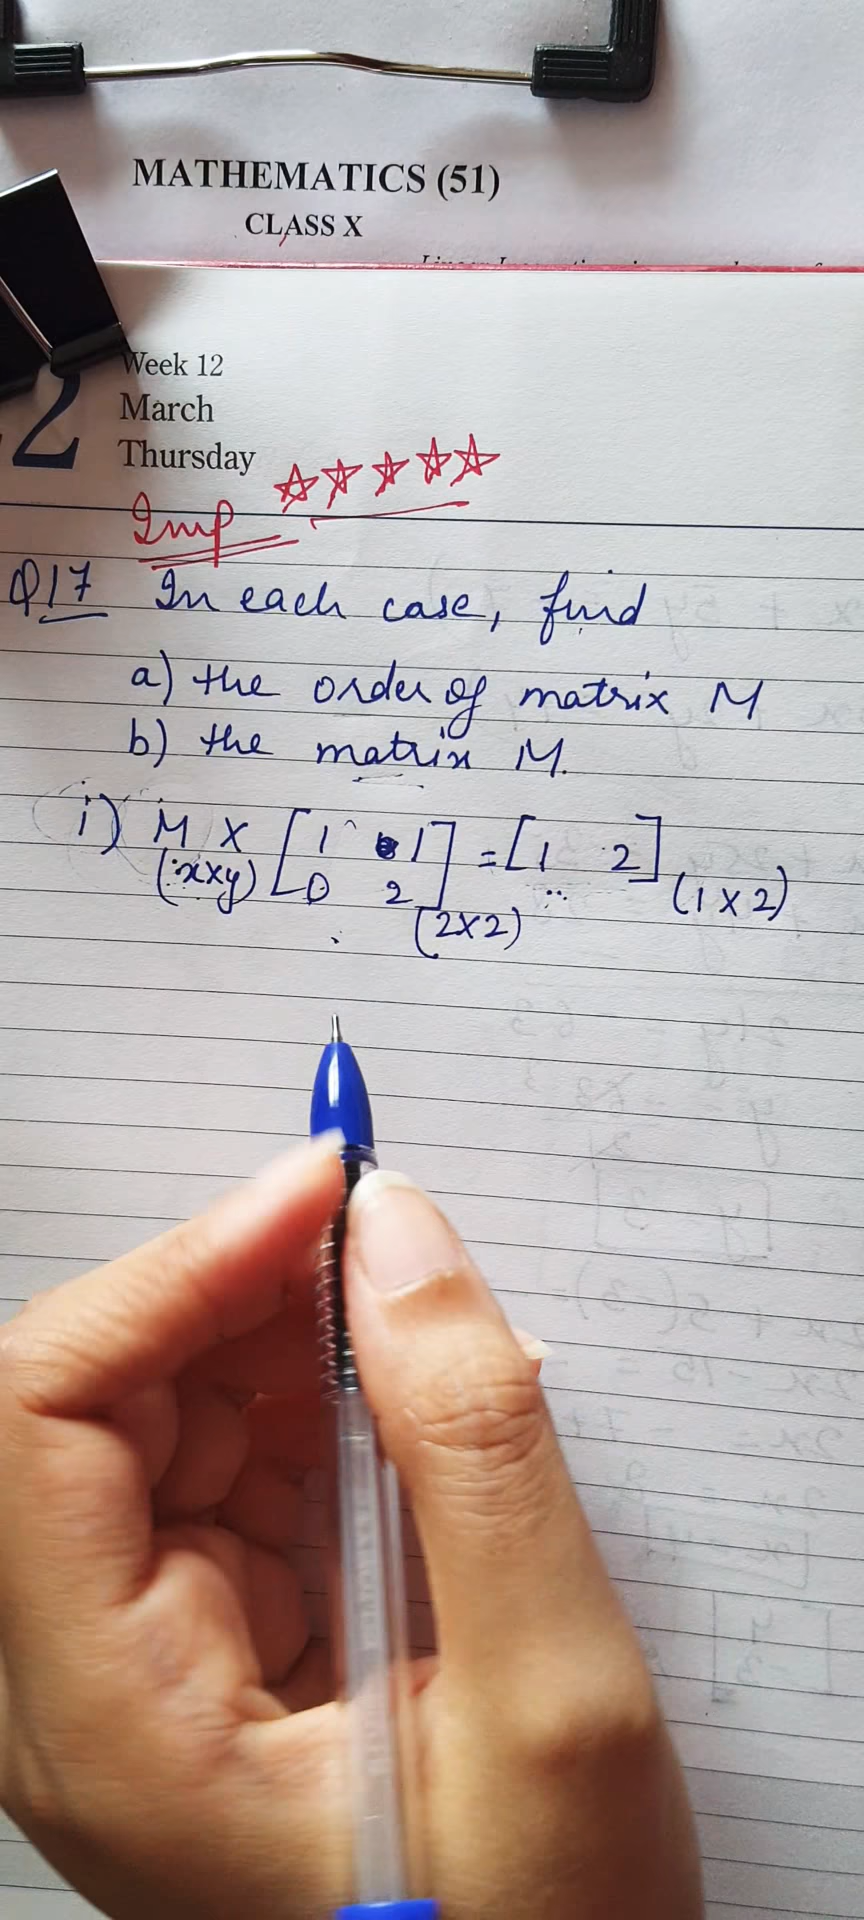 MATHEMATICS (51)
CLASS X
2
Week 12
March
Thursday
Imp
Q17 In each case, find
a) the order of matrix M
b) the matrix M.
i) M X [1 1] = [1 2]
(x×y) [0 2] (2×2) (1×2)